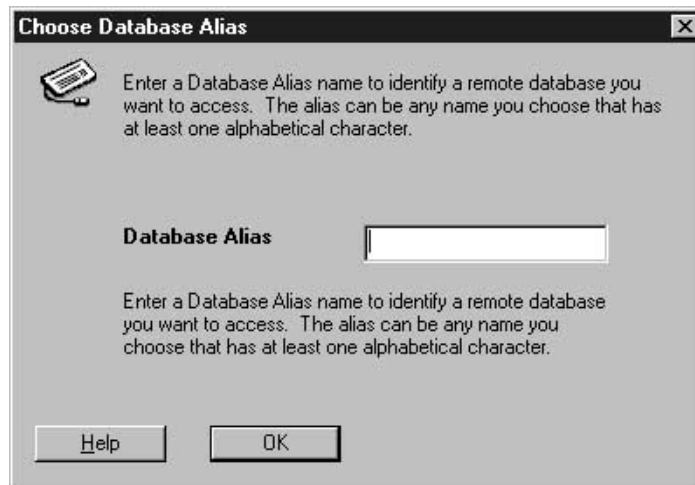 Choose Database Alias
Enter a Database Alias name to identify a remote database you
want to access. The alias can be any name you choose that has
at least one alphabetical character.
Database Alias
Enter a Database Alias name to identify a remote database
you want to access. The alias can be any name you
choose that has at least one alphabetical character.
Help
OK